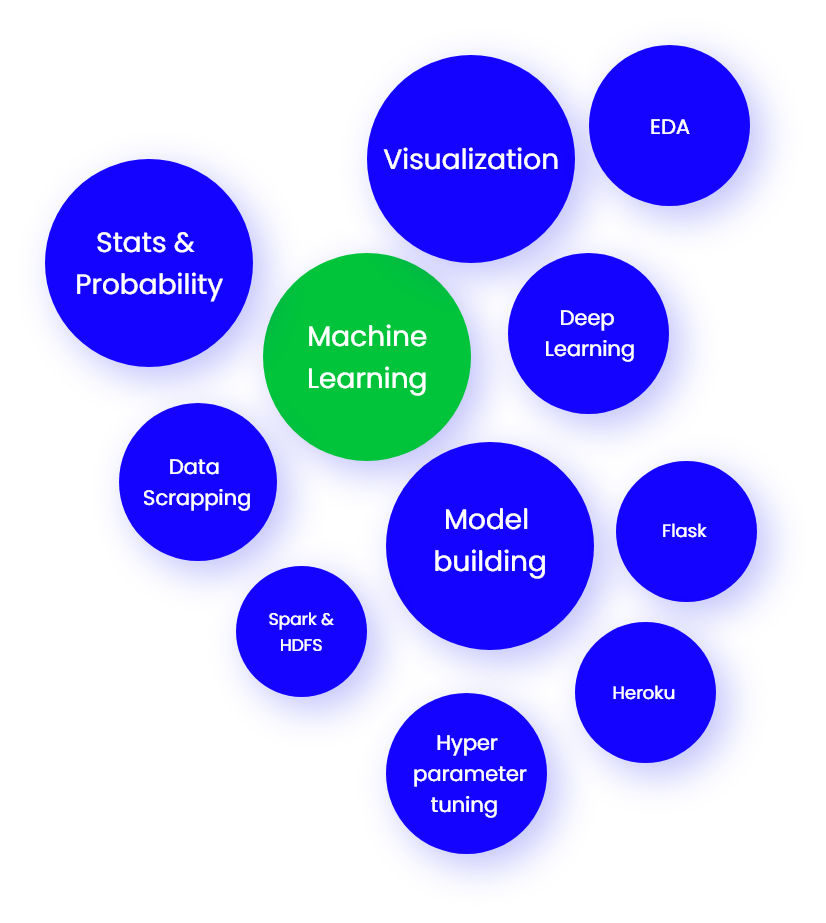 Visualization
EDA
Stats &
Probability
Machine
Learning
Deep
Learning
Data
Scrapping
Model
building
Flask
Spark &
HDFS
Heroku
Hyper
parameter
tuning